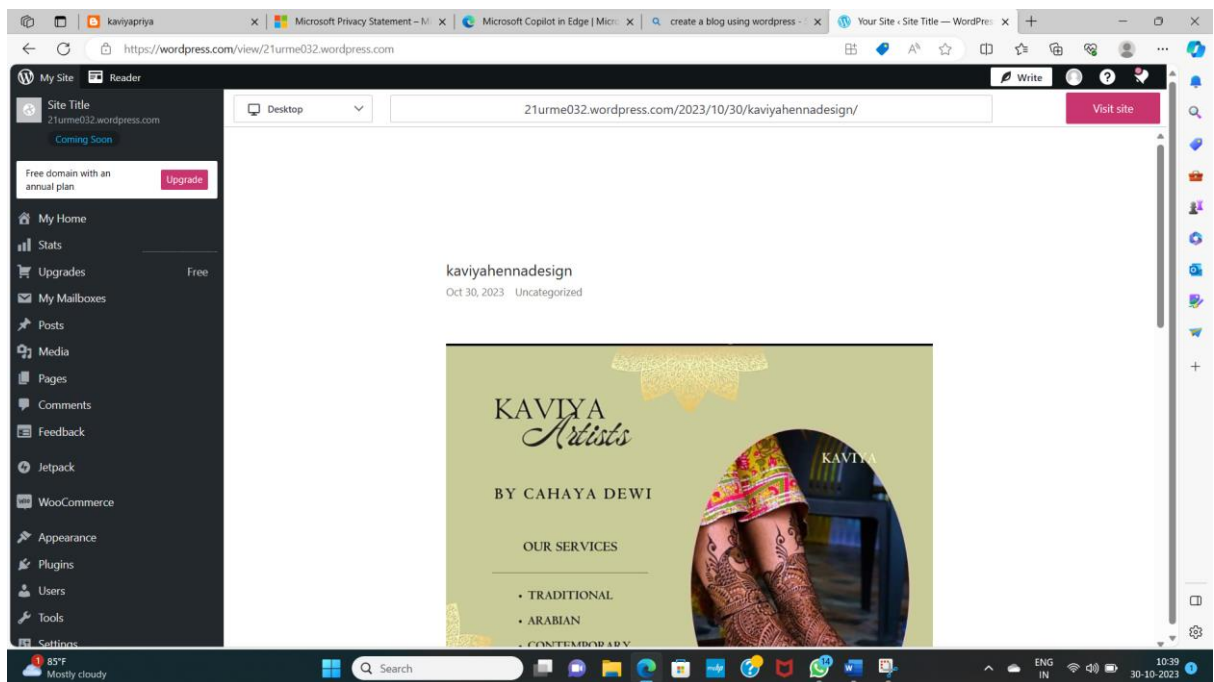 kaviyapriya
Microsoft Privacy Statement – Mi
Microsoft Copilot in Edge | Micro
create a blog using wordpress -
Your Site ‹ Site Title — WordPres
https://wordpress.com/view/21urme032.wordpress.com
My Site
Reader
Write
Site Title
21urme032.wordpress.com
Coming Soon
Desktop
21urme032.wordpress.com/2023/10/30/kaviyahennadesign/
Visit site
Free domain with an
annual plan
Upgrade
My Home
Stats
Upgrades Free
My Mailboxes
Posts
Media
Pages
Comments
Feedback
Jetpack
WooCommerce
Appearance
Plugins
Users
Tools
Settings
kaviyahennadesign
Oct 30, 2023 Uncategorized
KAVIYA
Artists
KAVIYA
BY CAHAYA DEWI
OUR SERVICES
• TRADITIONAL
• ARABIAN
• CONTEMPORARY
1
85°F
Mostly cloudy
Search
ENG
IN
10:39
30-10-2023